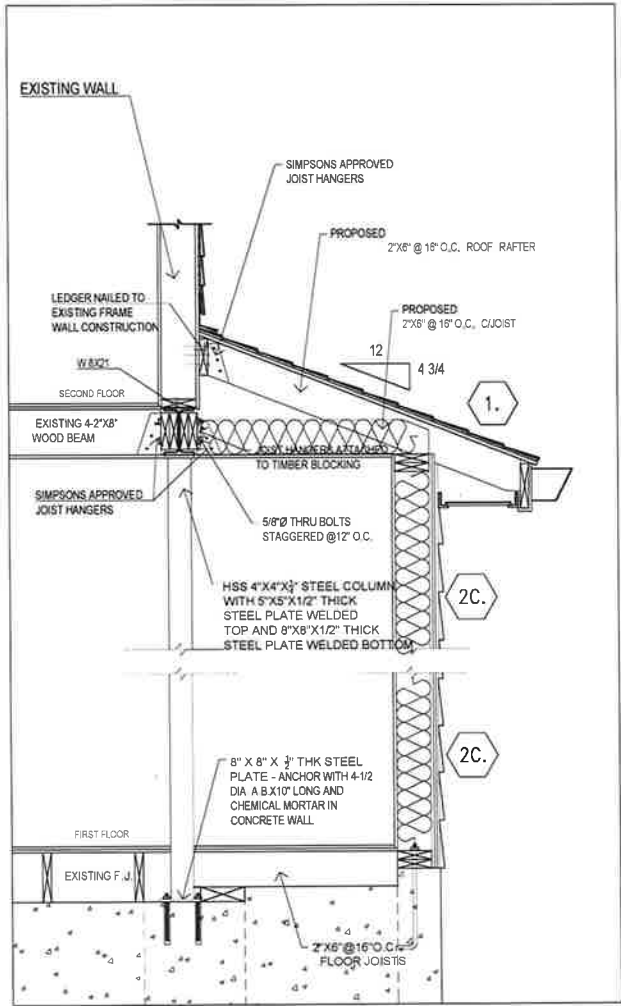 EXISTING WALL
SIMPSONS APPROVED
JOIST HANGERS
PROPOSED
2"X6" @ 16" O.C. ROOF RAFTER
LEDGER NAILED TO
EXISTING FRAME
WALL CONSTRUCTION
PROPOSED
2"X6" @ 16" O.C. C/JOIST
12
4 3/4
W 8X21
1.
SECOND FLOOR
EXISTING 4-2"X8"
WOOD BEAM
JOIST HANGERS ATTACHED
TO TIMBER BLOCKING
SIMPSONS APPROVED
JOIST HANGERS
5/8"Ø THRU BOLTS
STAGGERED @12" O.C.
HSS 4"X4"X STEEL COLUMN
WITH 5"X5"X1/2" THICK
STEEL PLATE WELDED
TOP AND 8"X8"X1/2" THICK
STEEL PLATE WELDED BOTTOM
2C.
2C.
8" X 8" X ½" THK STEEL
PLATE - ANCHOR WITH 4-1/2
DIA A.B.X10" LONG AND
CHEMICAL MORTAR IN
CONCRETE WALL
FIRST FLOOR
EXISTING F.J.
2"X6"@16"O.C.
FLOOR JOISTIS